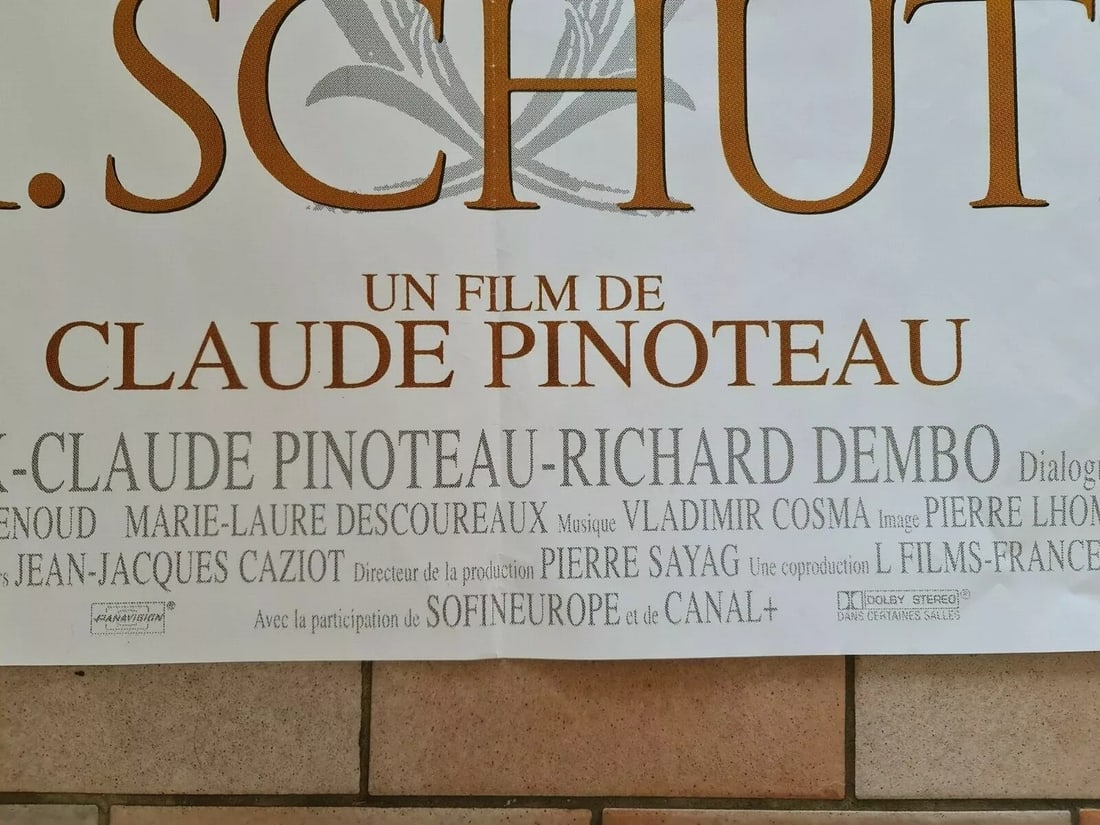 . SCHUT
UN FILM DE
CLAUDE PINOTEAU
-CLAUDE PINOTEAU-RICHARD DEMBO Dialogu
ENOUD MARIE-LAURE DESCOUREAUX Musique VLADIMIR COSMA Image PIERRE LHOM
rs JEAN-JACQUES CAZIOT Directeur de la production PIERRE SAYAG Une coproduction L FILMS-FRANCE
PANAVISION® Avec la participation de SOFINEUROPE et de CANAL+ DOLBY STEREO®
DANS CERTAINES SALLES